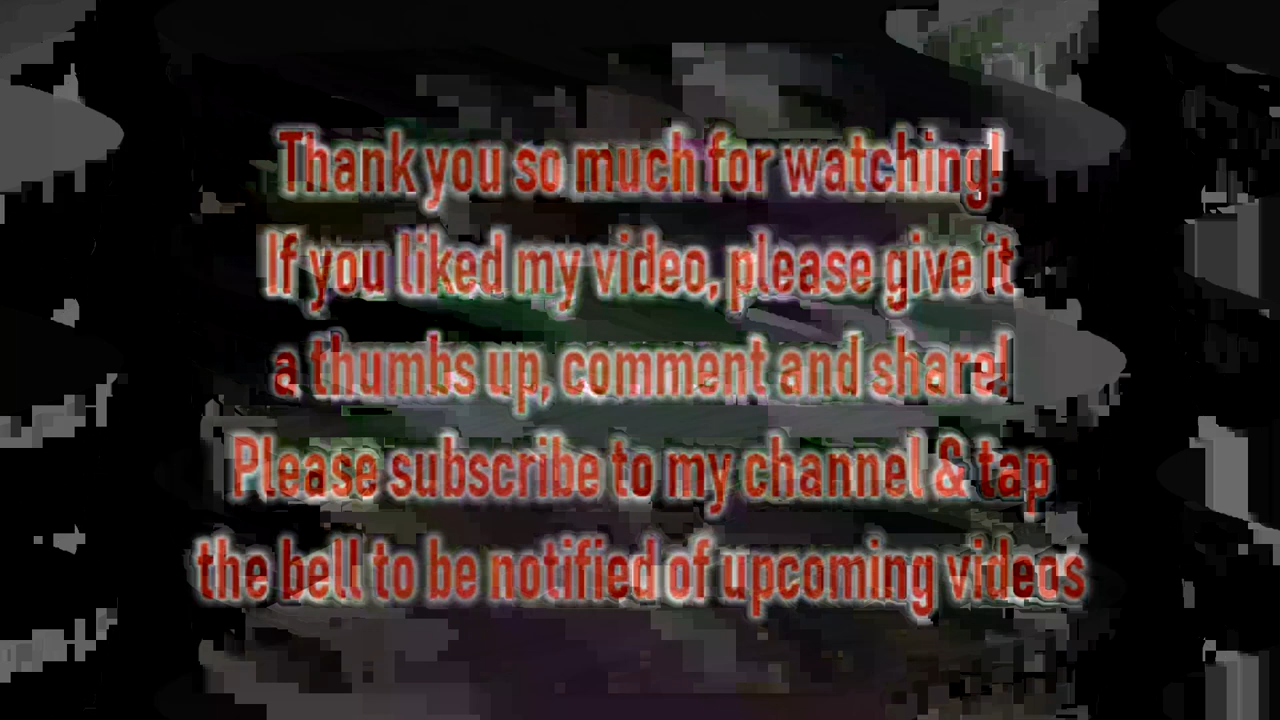 Thank you so much for watching!
If you liked my video, please give it
a thumbs up, comment and share!
Please subscribe to my channel & tap
the bell to be notified of upcoming videos